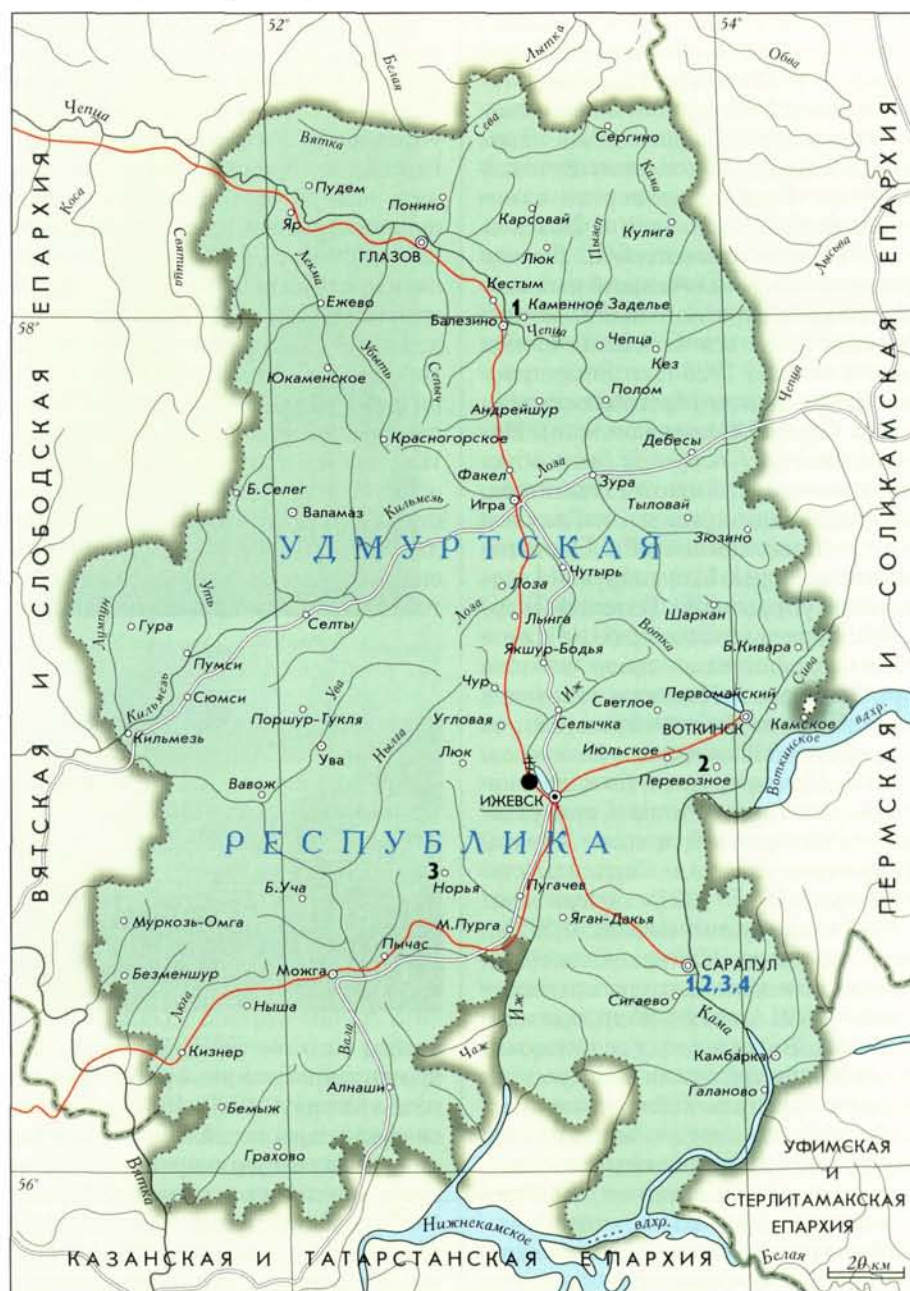 52°
54°
Белая
Лытка
Обва
Чепца
Сева
Сергино
Вятка
Кама
Коса
Пудем
Понино
Карсовай
Кулига
Яр
Святица
Пызеп
Лысьва
ГЛАЗОВ
Люк
Лекма
Кестым
Ежево
1
Каменное Заделье
58°
Балезино
Чепца
Чепца
Убыть
Кез
Юкаменское
Сепыч
Полом
Чепца
Андрейшур
Красногорское
Дебесы
Факел
Лоза
Зура
Б.Селег
Игра
Вапамаз
Кильмезь
Тыловай
Зюзино
УДМУРТСКАЯ
Чутырь
Уть
Лоза
Лумпун
Лоза
Шаркан
Гура
Селты
Лынга
Вотка
Якшур-Бодья
Б.Кивара
Пумси
Сива
Ува
Чур
Иж
Первомайский
Сюмси
Светлое
Кильмезь
Поршур-Тукля
Угловая
Селычка
ВОТКИНСК
Камское
Кильмезь
Нылга
Воткинское вдхр.
Ува
Люк
Июльское
2
Перевозное
Вавож
ИЖЕВСК
РЕСПУБЛИКА
3
Норья
Пугачев
Б.Уча
Муркозь-Омга
М.Пурга
Яган-Дакья
Пычас
Безменшур
Можга
САРАПУЛ
1,2,3,4
Люга
Ныша
Сигаево
Иж
Кама
Вала
Чаж
Кизнер
Камбарка
Алнаши
Галаново
Бемыж
Грахово
56°
Вятка
УФИМСКАЯ
И
СТЕРЛИТАМАКСКАЯ
ЕПАРХИЯ
Нижнекамское вдхр.
Белая
КАЗАНСКАЯ И ТАТАРСТАНСКАЯ ЕПАРХИЯ
20 км
ВЯТСКАЯ И СЛОБОДСКАЯ ЕПАРХИЯ
ПЕРМСКАЯ И СОЛИКАМСКАЯ ЕПАРХИЯ